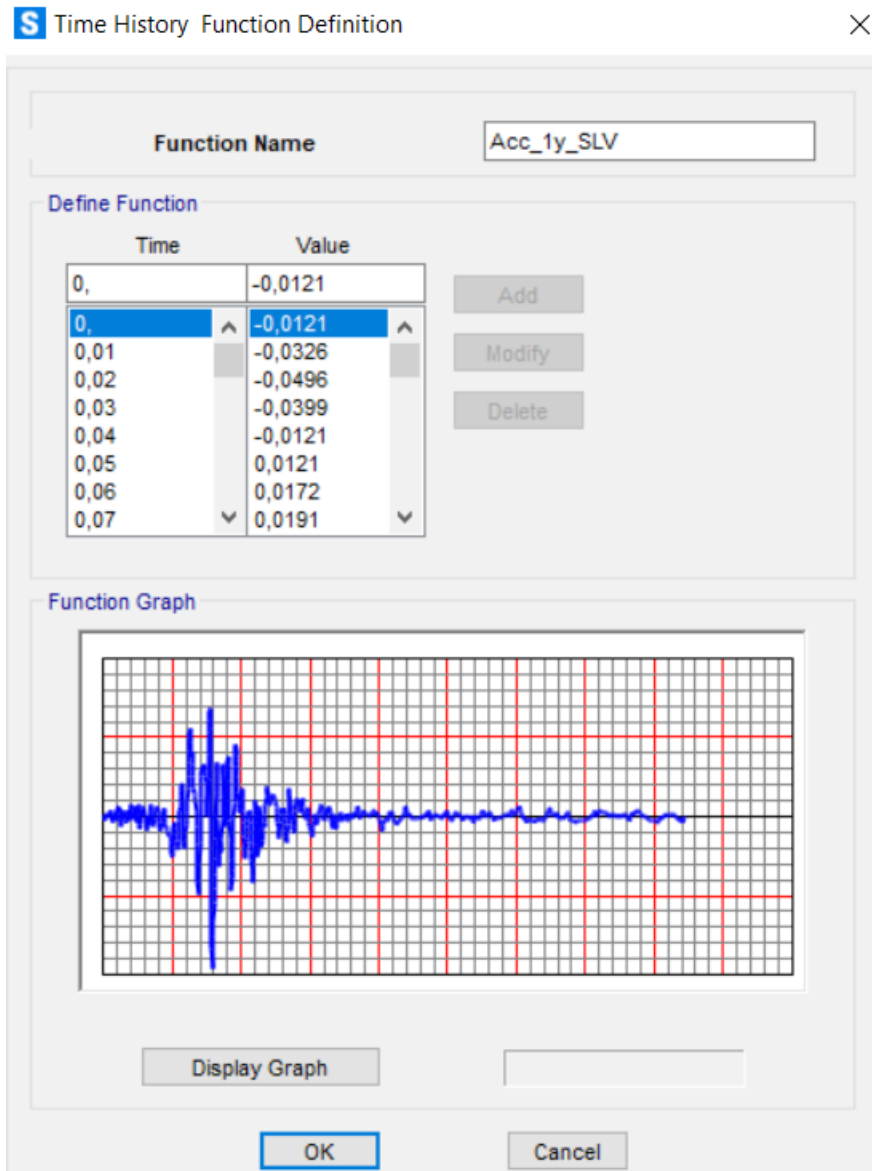 S Time History Function Definition
Function Name Acc_1y_SLV
Define Function
Time Value
0, -0,0121
Add
0, -0,0121
0,01 -0,0326
Modify
0,02 -0,0496
0,03 -0,0399
Delete
0,04 -0,0121
0,05 0,0121
0,06 0,0172
0,07 0,0191
Function Graph
Display Graph
OK Cancel